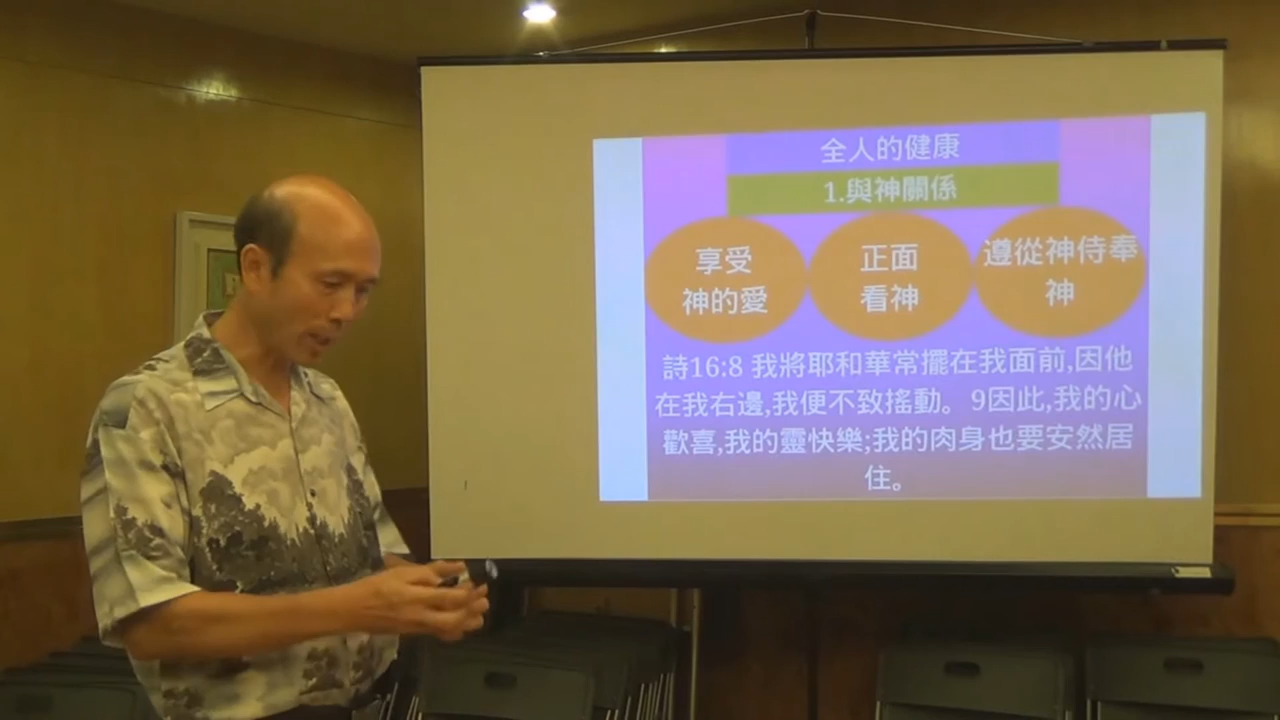 全人的健康
1.與神關係
享受
神的愛
正面
看神
遵從神侍奉
神
詩16:8 我將耶和華常擺在我面前,因他
在我右邊,我便不致搖動。9因此,我的心
歡喜,我的靈快樂;我的肉身也要安然居
住。